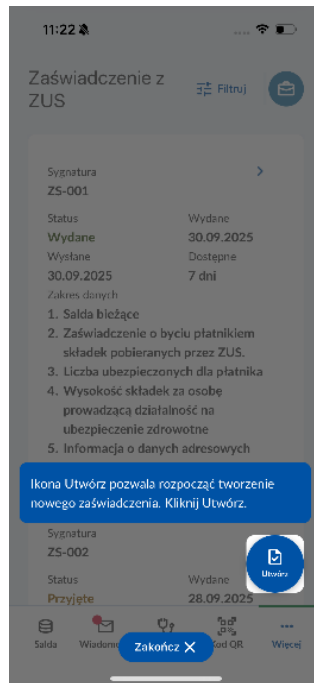 11:22
Zaświadczenie z
ZUS
Filtruj
Sygnatura
ZS-001
Status Wydane
Wydane 30.09.2025
Wysłane Dostępne
30.09.2025 7 dni
Zakres danych
1. Salda bieżące
2. Zaświadczenie o byciu płatnikiem
składek pobieranych przez ZUS.
3. Liczba ubezpieczonych dla płatnika
4. Wysokość składek za osobę
prowadzącą działalność na
ubezpieczenie zdrowotne
5. Informacja o danych adresowych
Ikona Utwórz pozwala rozpocząć tworzenie
nowego zaświadczenia. Kliknij Utwórz.
Sygnatura
ZS-002
Utwórz
Status Wydane
Przyjęte 28.09.2025
Salda Wiadomo Kod QR Więcej
Zakończ